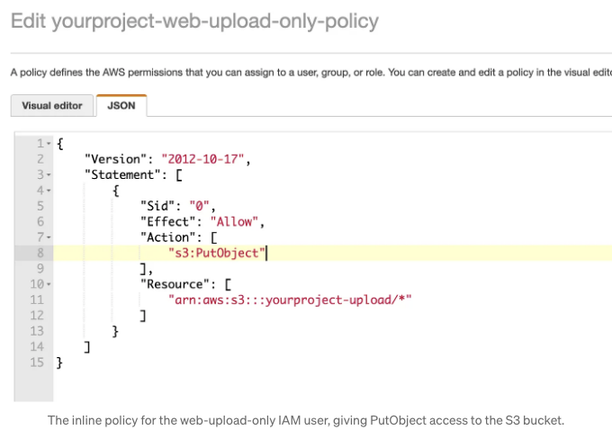 Edit yourproject-web-upload-only-policy
A policy defines the AWS permissions that you can assign to a user, group, or role. You can create and edit a policy in the visual
Visual editor JSON
1 {
2 "Version": "2012-10-17",
3 "Statement": [
4 {
5 "Sid": "0",
6 "Effect": "Allow",
7 "Action": [
8 "s3:PutObject"
9 ],
10 "Resource": [
11 "arn:aws:s3:::yourproject-upload/*"
12 ]
13 }
14 ]
15 }
The inline policy for the web-upload-only IAM user, giving PutObject access to the S3 bucket.